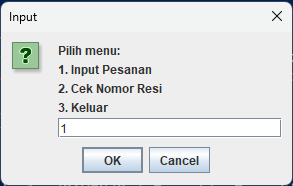 Input
Pilih menu:
1. Input Pesanan
2. Cek Nomor Resi
3. Keluar
1
OK Cancel